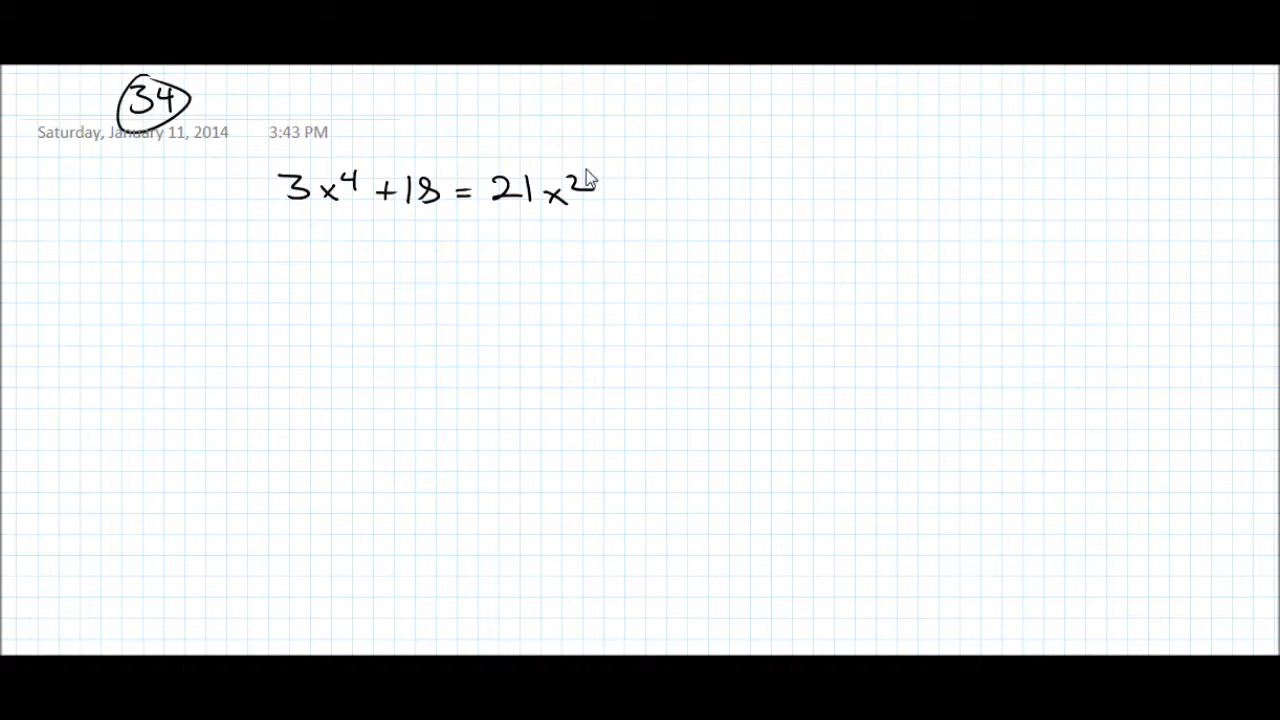 34
Saturday, January 11, 2014 3:43 PM
3x⁴ + 18 = 21x²